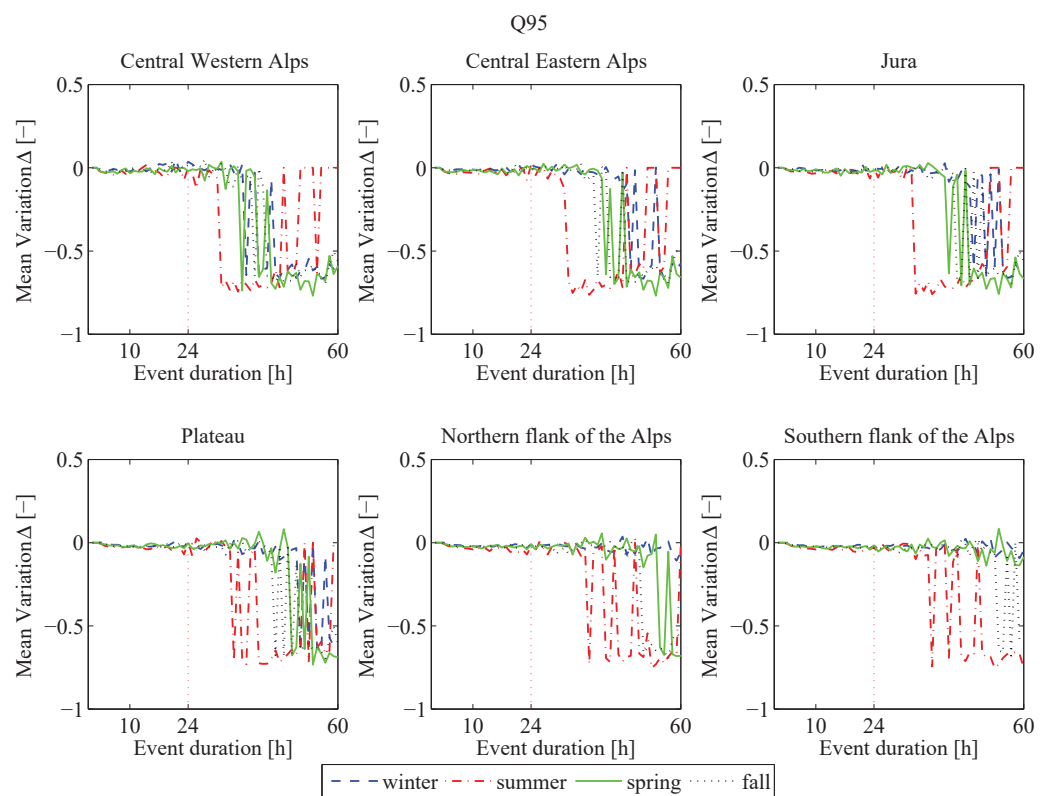 Q95
Central Western Alps
Central Eastern Alps
Jura
0.5
0
−0.5
−1
Mean Variation Δ [−]
10 24 60
Event duration [h]
0.5
0
−0.5
−1
Mean Variation Δ [−]
10 24 60
Event duration [h]
0.5
0
−0.5
−1
Mean Variation Δ [−]
10 24 60
Event duration [h]
Plateau
Northern flank of the Alps
Southern flank of the Alps
0.5
0
−0.5
−1
Mean Variation Δ [−]
10 24 60
Event duration [h]
0.5
0
−0.5
−1
Mean Variation Δ [−]
10 24 60
Event duration [h]
0.5
0
−0.5
−1
Mean Variation Δ [−]
10 24 60
Event duration [h]
winter summer spring fall